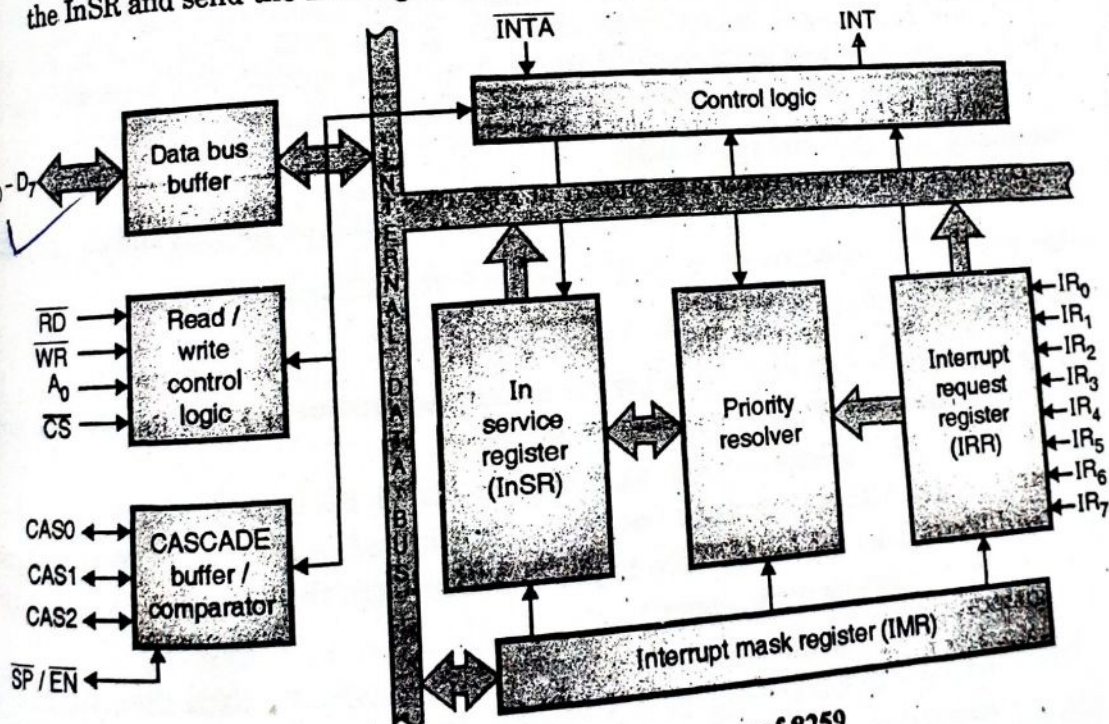 the InSR and send the
INTA
INT
Control logic
Data bus
buffer
- D7
INTERNAL DATA BUS
RD
WR
A0
CS
Read /
write
control
logic
In
service
register
(InSR)
Priority
resolver
Interrupt
request
register
(IRR)
IR0
IR1
IR2
IR3
IR4
IR5
IR6
IR7
CAS0
CAS1
CAS2
CASCADE
buffer /
comparator
SP / EN
Interrupt mask register (IMR)
8259